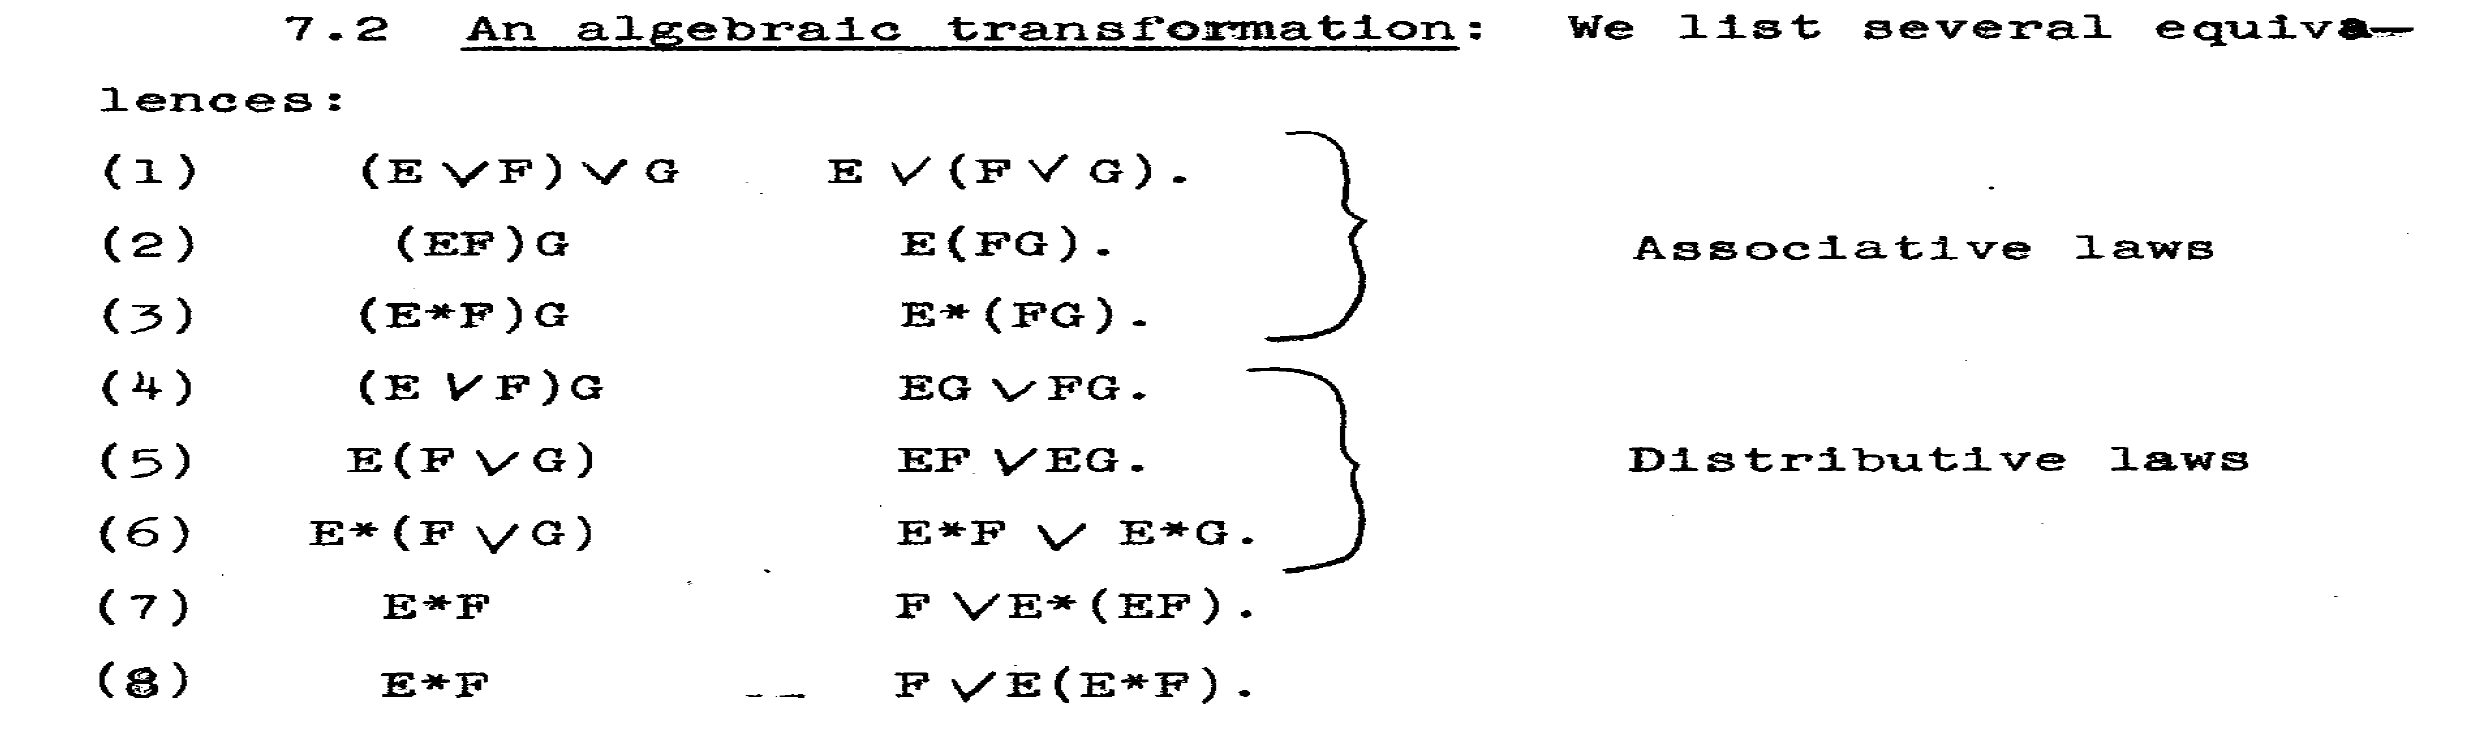 7.2 An algebraic transformation: We list several equiva-
lences:
(1) (E ∨ F) ∨ G E ∨ (F ∨ G).
(2) (EF)G E(FG). Associative laws
(3) (E*F)G E*(FG).
(4) (E ∨ F)G EG ∨ FG.
(5) E(F ∨ G) EF ∨ EG. Distributive laws
(6) E*(F ∨ G) E*F ∨ E*G.
(7) E*F F ∨ E*(EF).
(8) E*F F ∨ E(E*F).